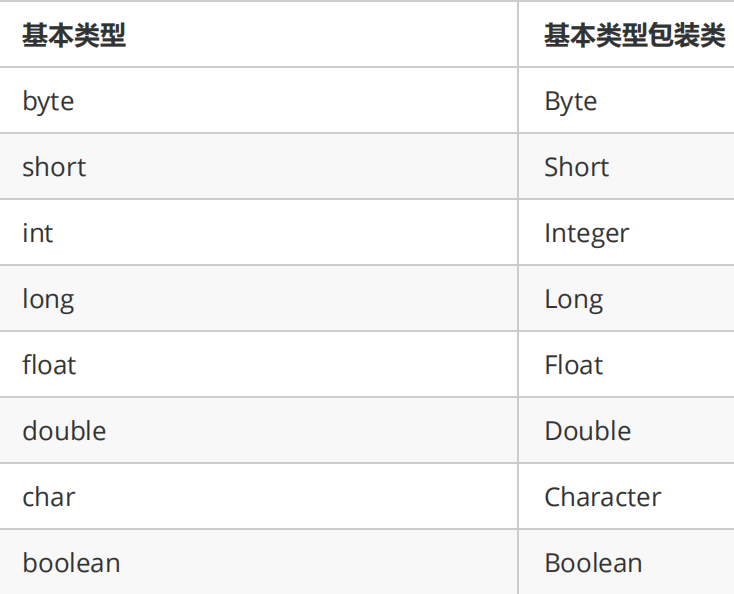 基本类型 基本类型包装类
byte Byte
short Short
int Integer
long Long
float Float
double Double
char Character
boolean Boolean